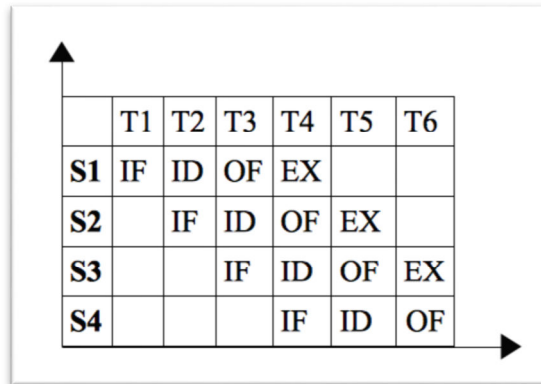 T1 T2 T3 T4 T5 T6
S1 IF ID OF EX
S2 IF ID OF EX
S3 IF ID OF EX
S4 IF ID OF